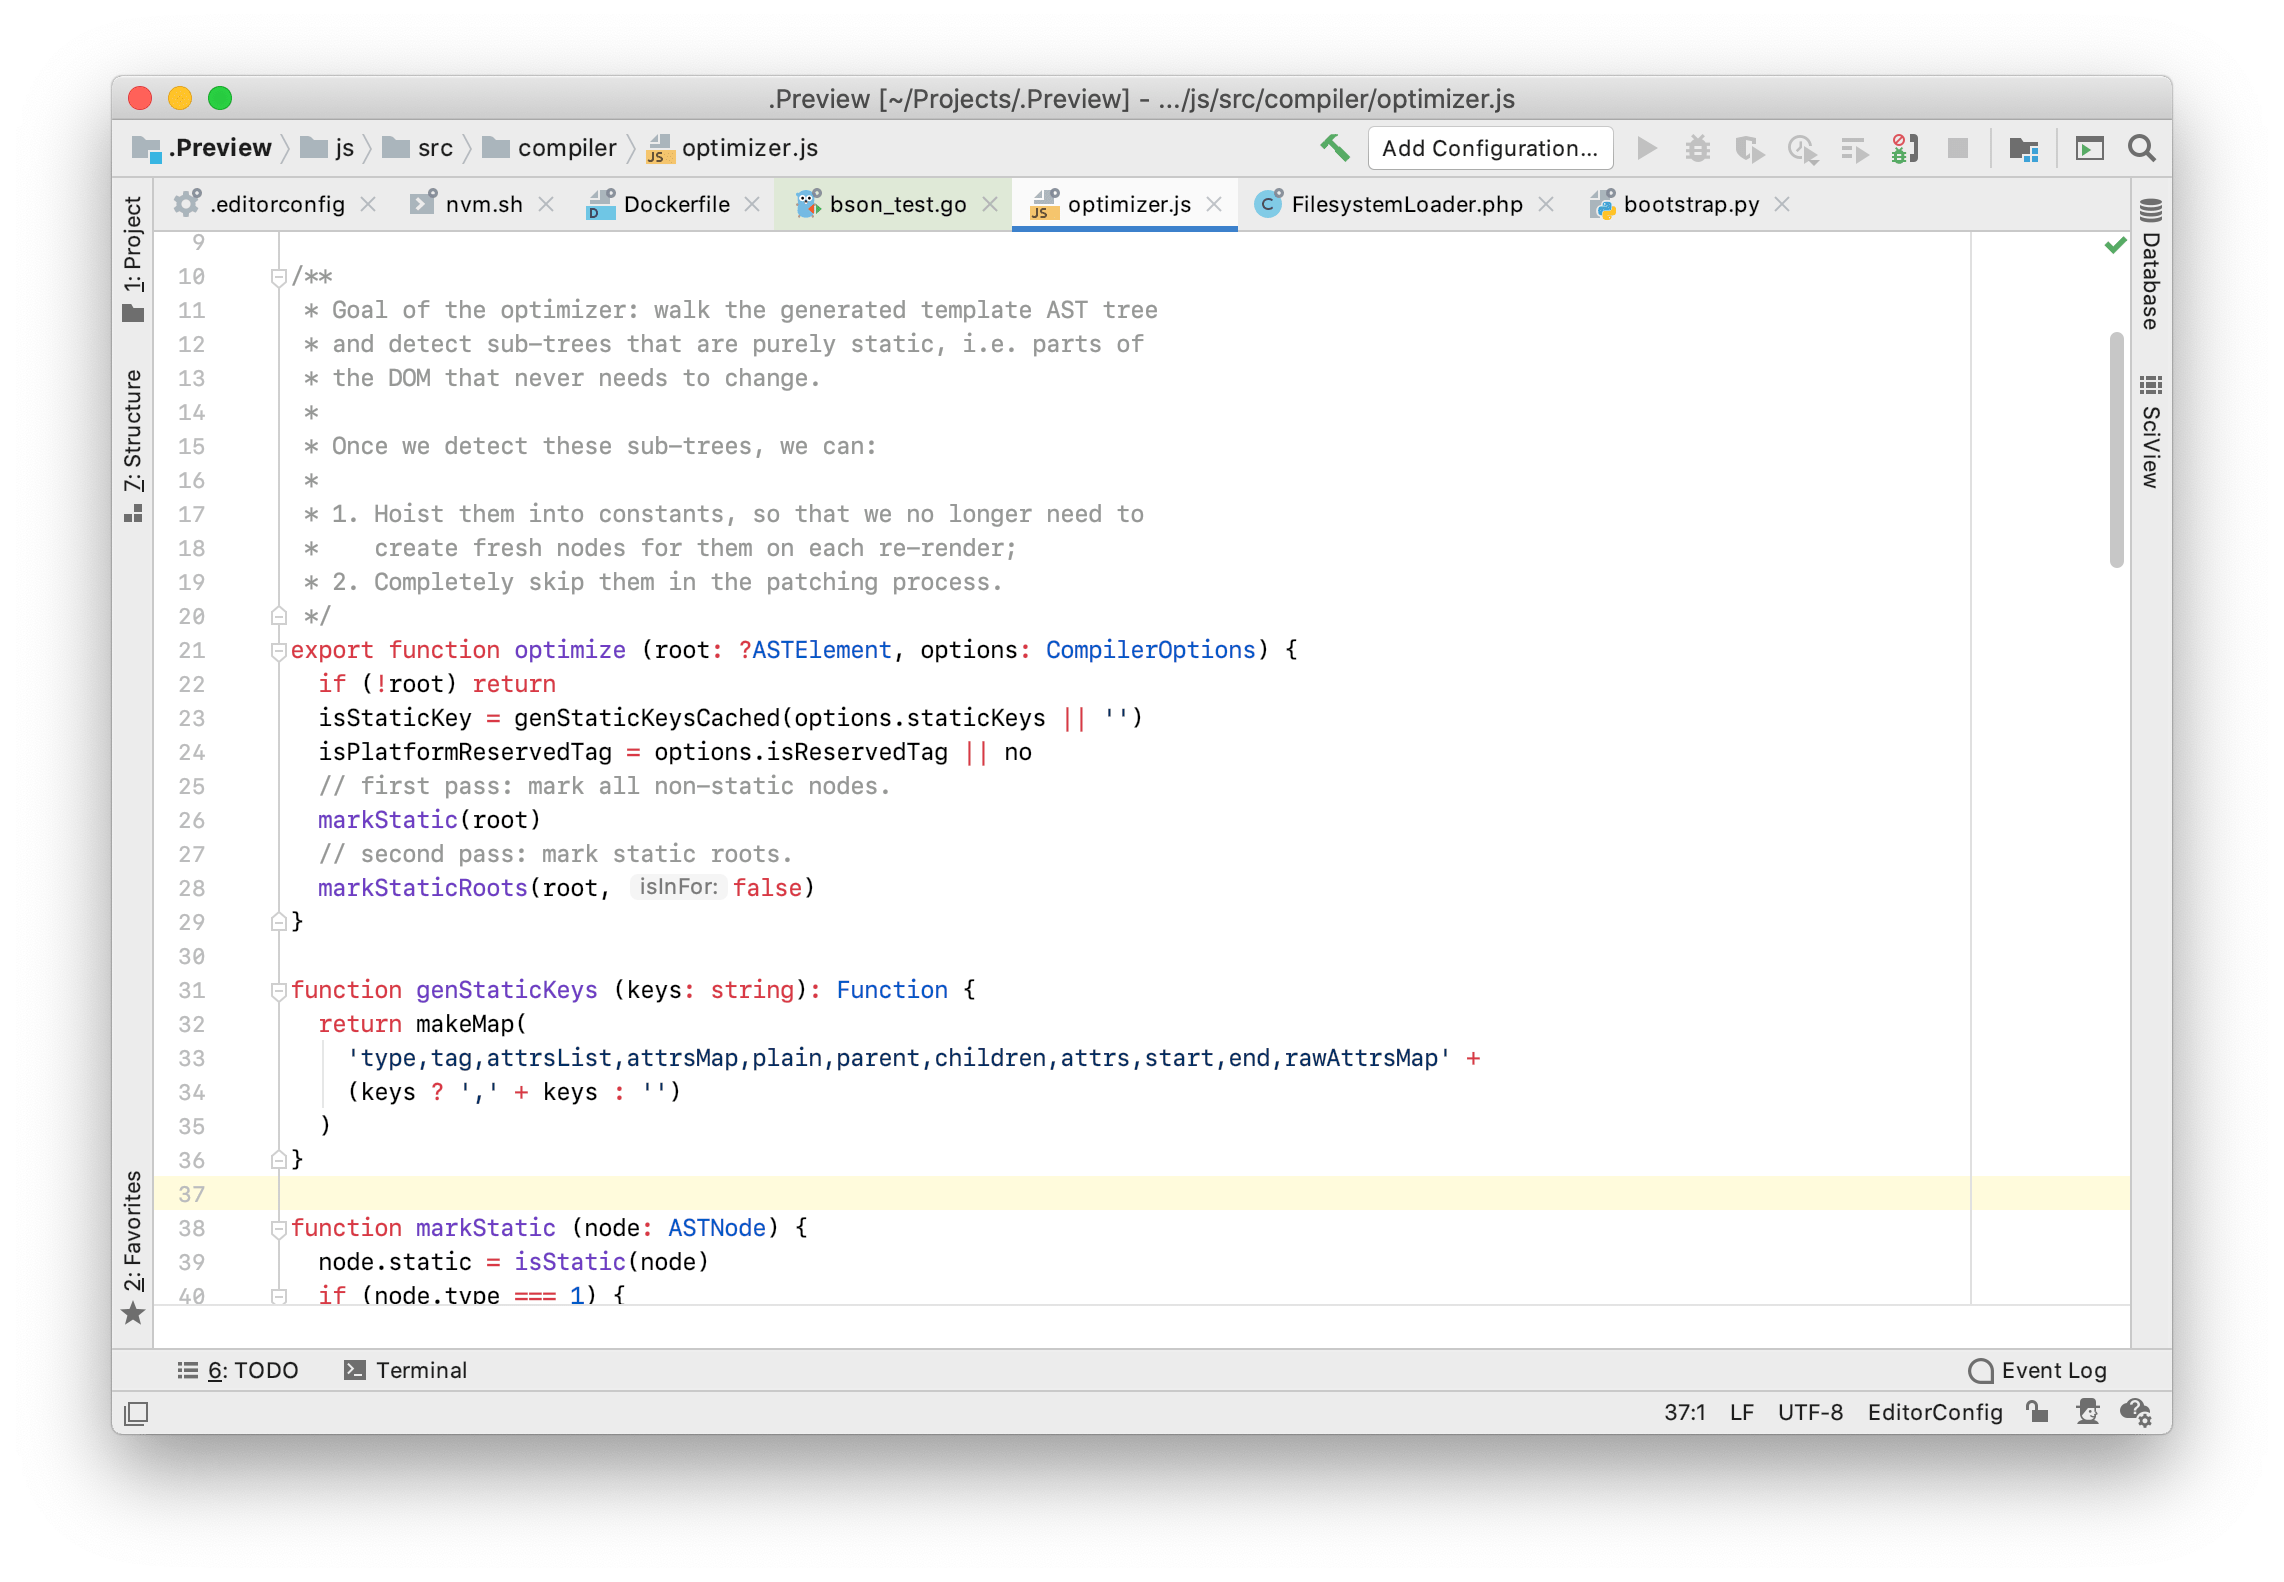 .Preview [~/Projects/.Preview] - .../js/src/compiler/optimizer.js
.Preview js src compiler JS optimizer.js Add Configuration...
.editorconfig nvm.sh D Dockerfile bson_test.go JS optimizer.js C FilesystemLoader.php bootstrap.py
1: Project
7: Structure
2: Favorites
9
10 /**
11 * Goal of the optimizer: walk the generated template AST tree
12 * and detect sub-trees that are purely static, i.e. parts of
13 * the DOM that never needs to change.
14 *
15 * Once we detect these sub-trees, we can:
16 *
17 * 1. Hoist them into constants, so that we no longer need to
18 *    create fresh nodes for them on each re-render;
19 * 2. Completely skip them in the patching process.
20 */
21 export function optimize (root: ?ASTElement, options: CompilerOptions) {
22   if (!root) return
23   isStaticKey = genStaticKeysCached(options.staticKeys || '')
24   isPlatformReservedTag = options.isReservedTag || no
25   // first pass: mark all non-static nodes.
26   markStatic(root)
27   // second pass: mark static roots.
28   markStaticRoots(root, isInFor: false)
29 }
30
31 function genStaticKeys (keys: string): Function {
32   return makeMap(
33     'type,tag,attrsList,attrsMap,plain,parent,children,attrs,start,end,rawAttrsMap' +
34     (keys ? ',' + keys : '')
35   )
36 }
37
38 function markStatic (node: ASTNode) {
39   node.static = isStatic(node)
40   if (node.type === 1) {
Database
SciView
6: TODO Terminal Event Log
37:1 LF UTF-8 EditorConfig